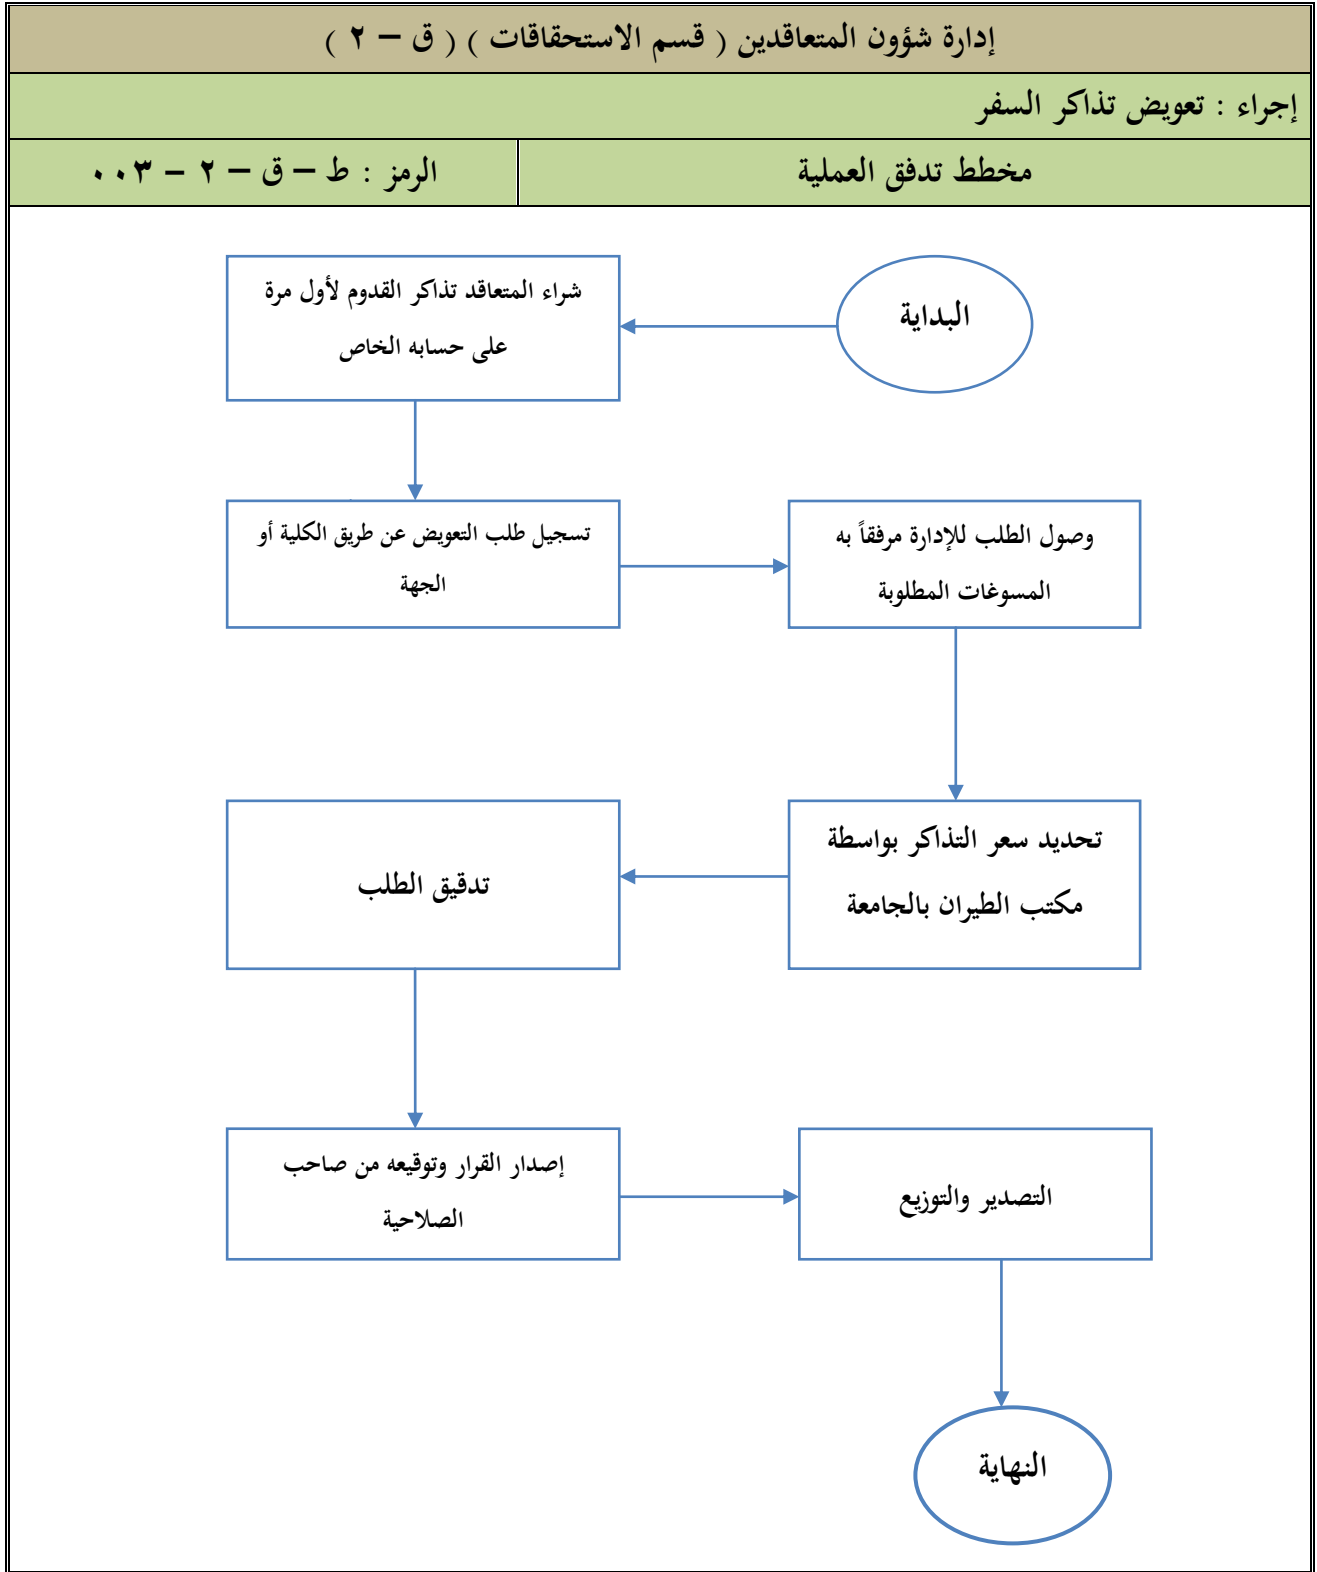 إدارة شؤون المتعاقدين ( قسم الاستحقاقات ) ( ق – ٢ )
إجراء : تعويض تذاكر السفر
مخطط تدفق العملية
الرمز : ط – ق – ٢ – ٠٠٣
البداية
شراء المتعاقد تذاكر القدوم لأول مرة
على حسابه الخاص
تسجيل طلب التعويض عن طريق الكلية أو
الجهة
وصول الطلب للإدارة مرفقاً به
المسوغات المطلوبة
تحديد سعر التذاكر بواسطة
مكتب الطيران بالجامعة
تدقيق الطلب
إصدار القرار وتوقيعه من صاحب
الصلاحية
التصدير والتوزيع
النهاية